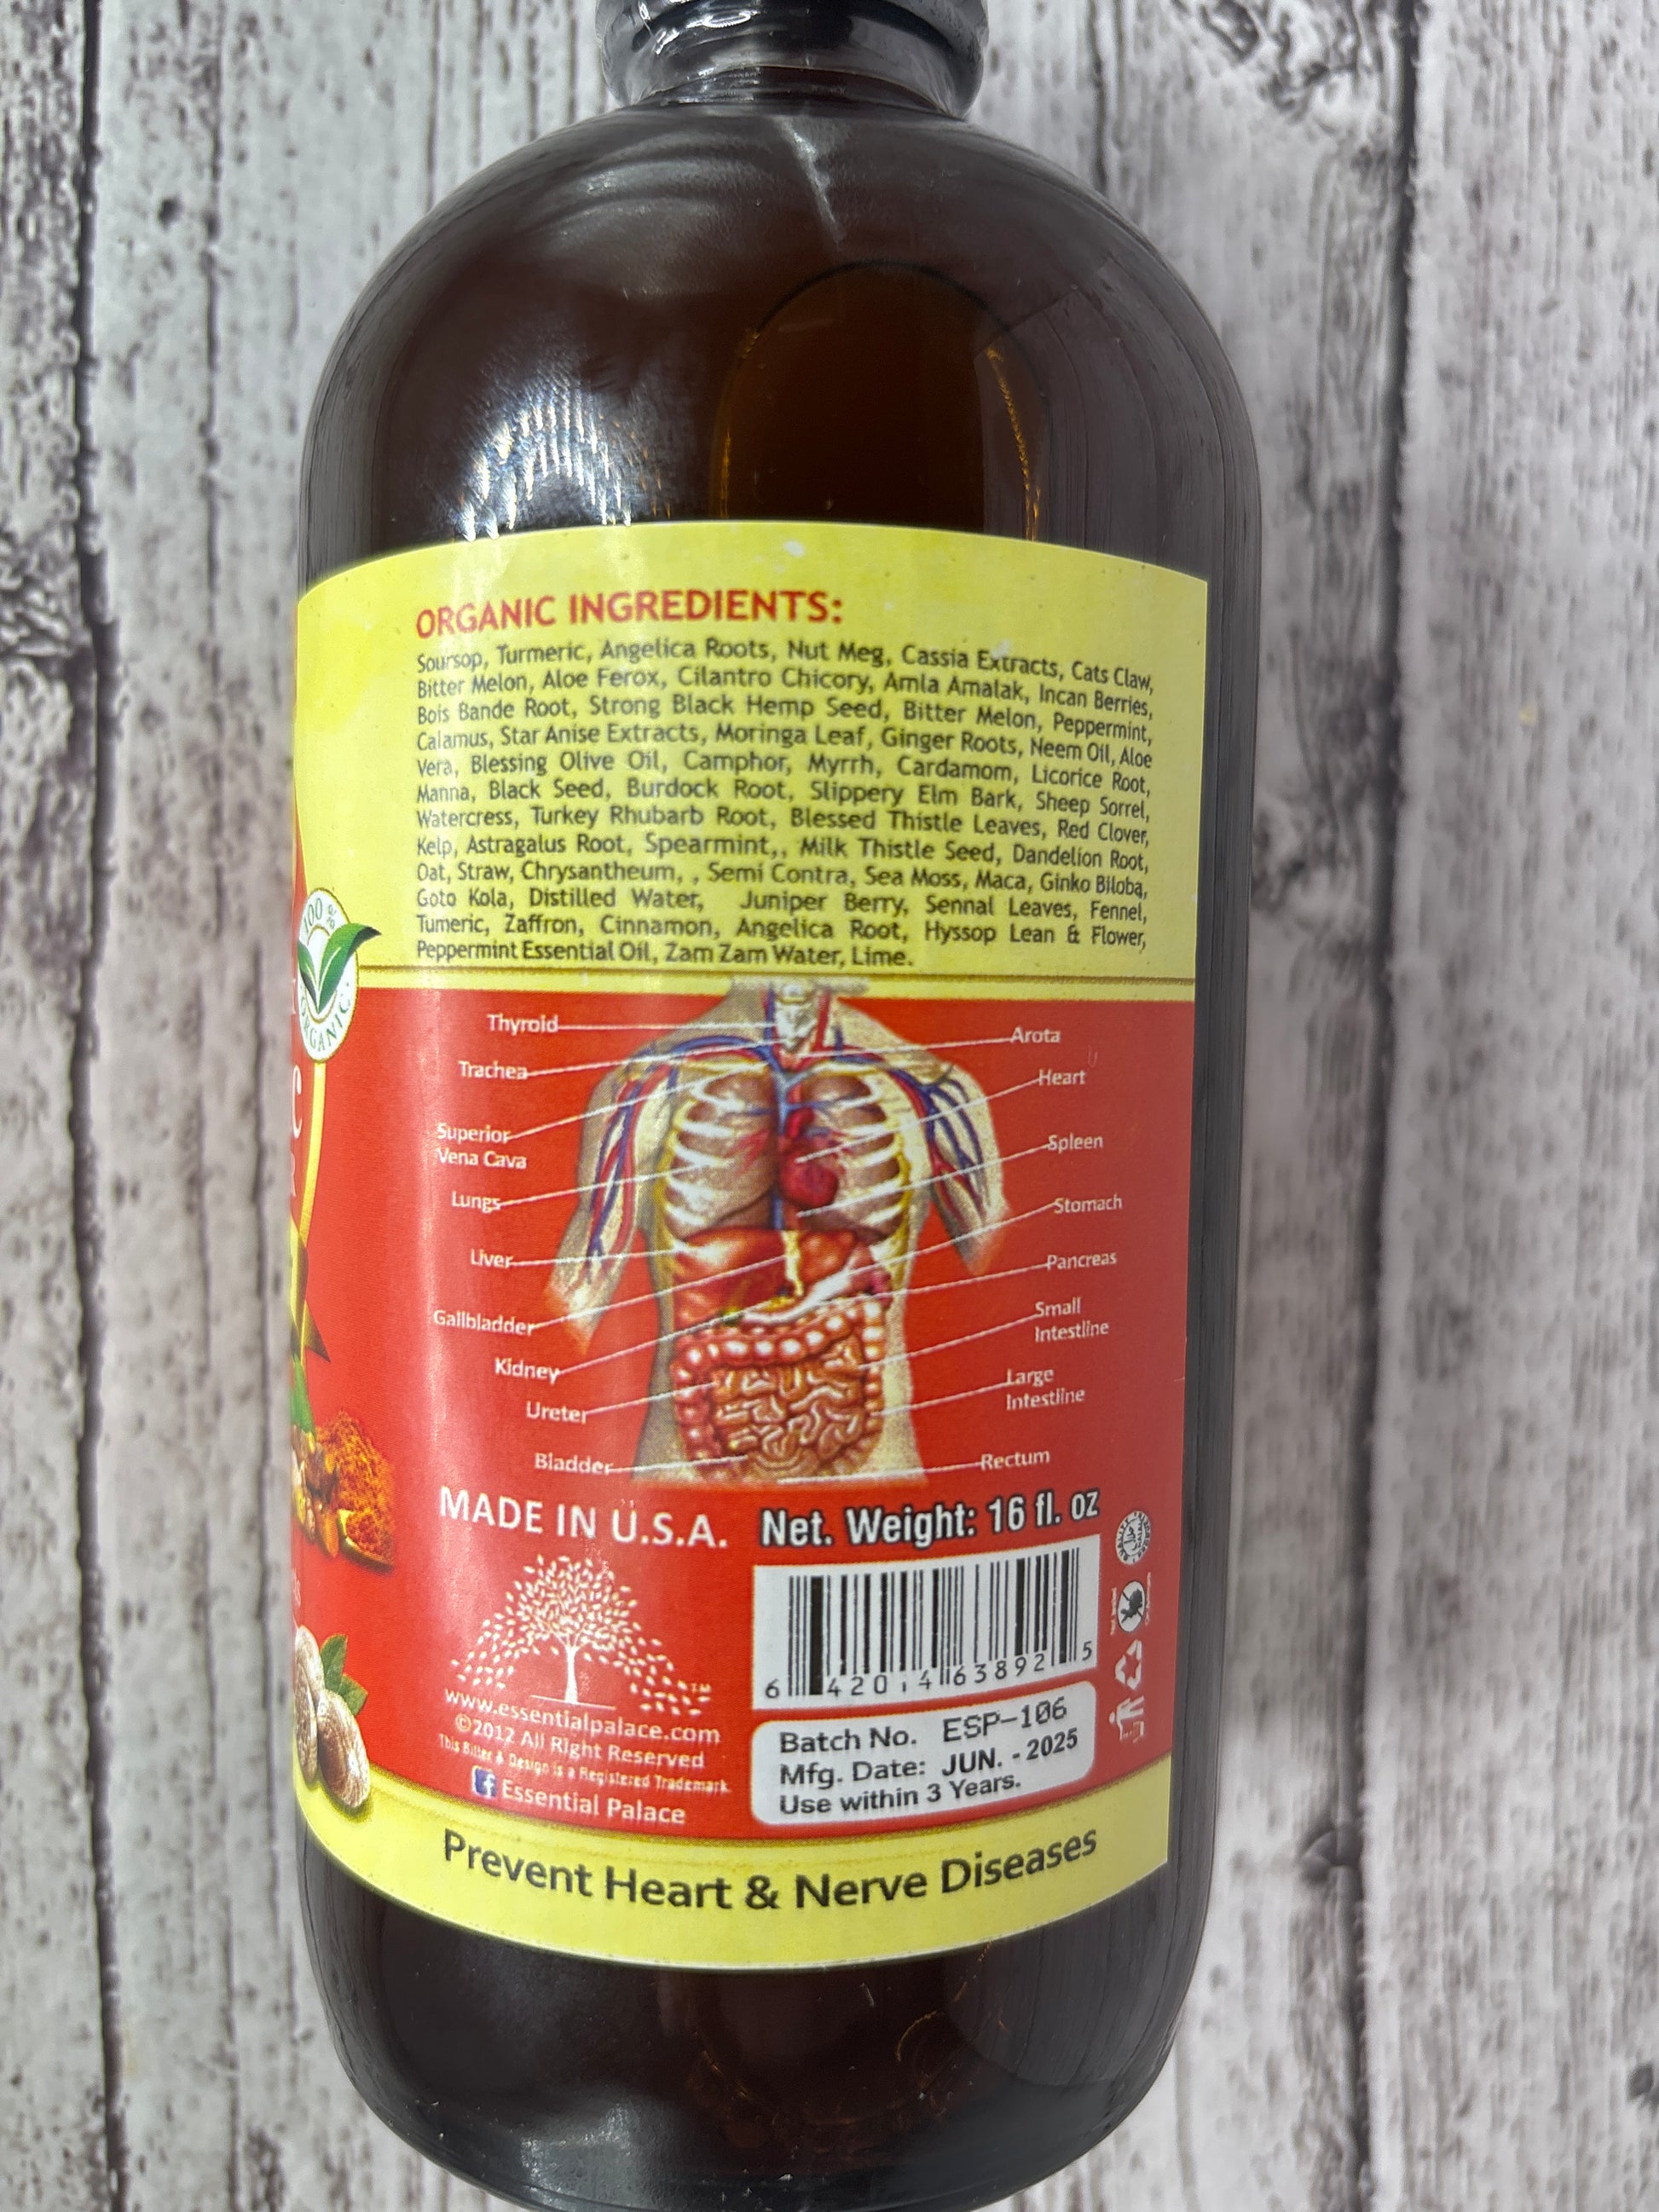 ORGANIC INGREDIENTS:
Soursop, Turmeric, Angelica Roots, Nut Meg, Cassia Extracts, Cats Claw,
Bitter Melon, Aloe Ferox, Cilantro Chicory, Amla Amalak, Incan Berries,
Bois Bande Root, Strong Black Hemp Seed, Bitter Melon, Peppermint,
Calamus, Star Anise Extracts, Moringa Leaf, Ginger Roots, Neem Oil, Aloe
Vera, Blessing Olive Oil, Camphor, Myrrh, Cardamom, Licorice Root,
Manna, Black Seed, Burdock Root, Slippery Elm Bark, Sheep Sorrel,
Watercress, Turkey Rhubarb Root, Blessed Thistle Leaves, Red Clover,
Kelp, Astragalus Root, Spearmint,, Milk Thistle Seed, Dandelion Root,
Oat, Straw, Chrysantheum, , Semi Contra, Sea Moss, Maca, Ginko Biloba,
Goto Kola, Distilled Water, Juniper Berry, Sennal Leaves, Fennel,
Tumeric, Zaffron, Cinnamon, Angelica Root, Hyssop Lean & Flower,
Peppermint Essential Oil, Zam Zam Water, Lime.
100 %
ORGANIC
Thyroid
Trachea
Superior
Vena Cava
Lungs
Liver
Gallbladder
Kidney
Ureter
Bladder
Arota
Heart
Spleen
Stomach
Pancreas
Small
Intestline
Large
Intestline
Rectum
MADE IN U.S.A.
Net. Weight: 16 fl. oz
TM
www.essentialpalace.com
©2012 All Right Reserved
This Bitter & Design is a Registered Trademark
Essential Palace
6 42014 63892 5
Batch No. ESP-106
Mfg. Date: JUN. - 2025
Use within 3 Years.
Prevent Heart & Nerve Diseases